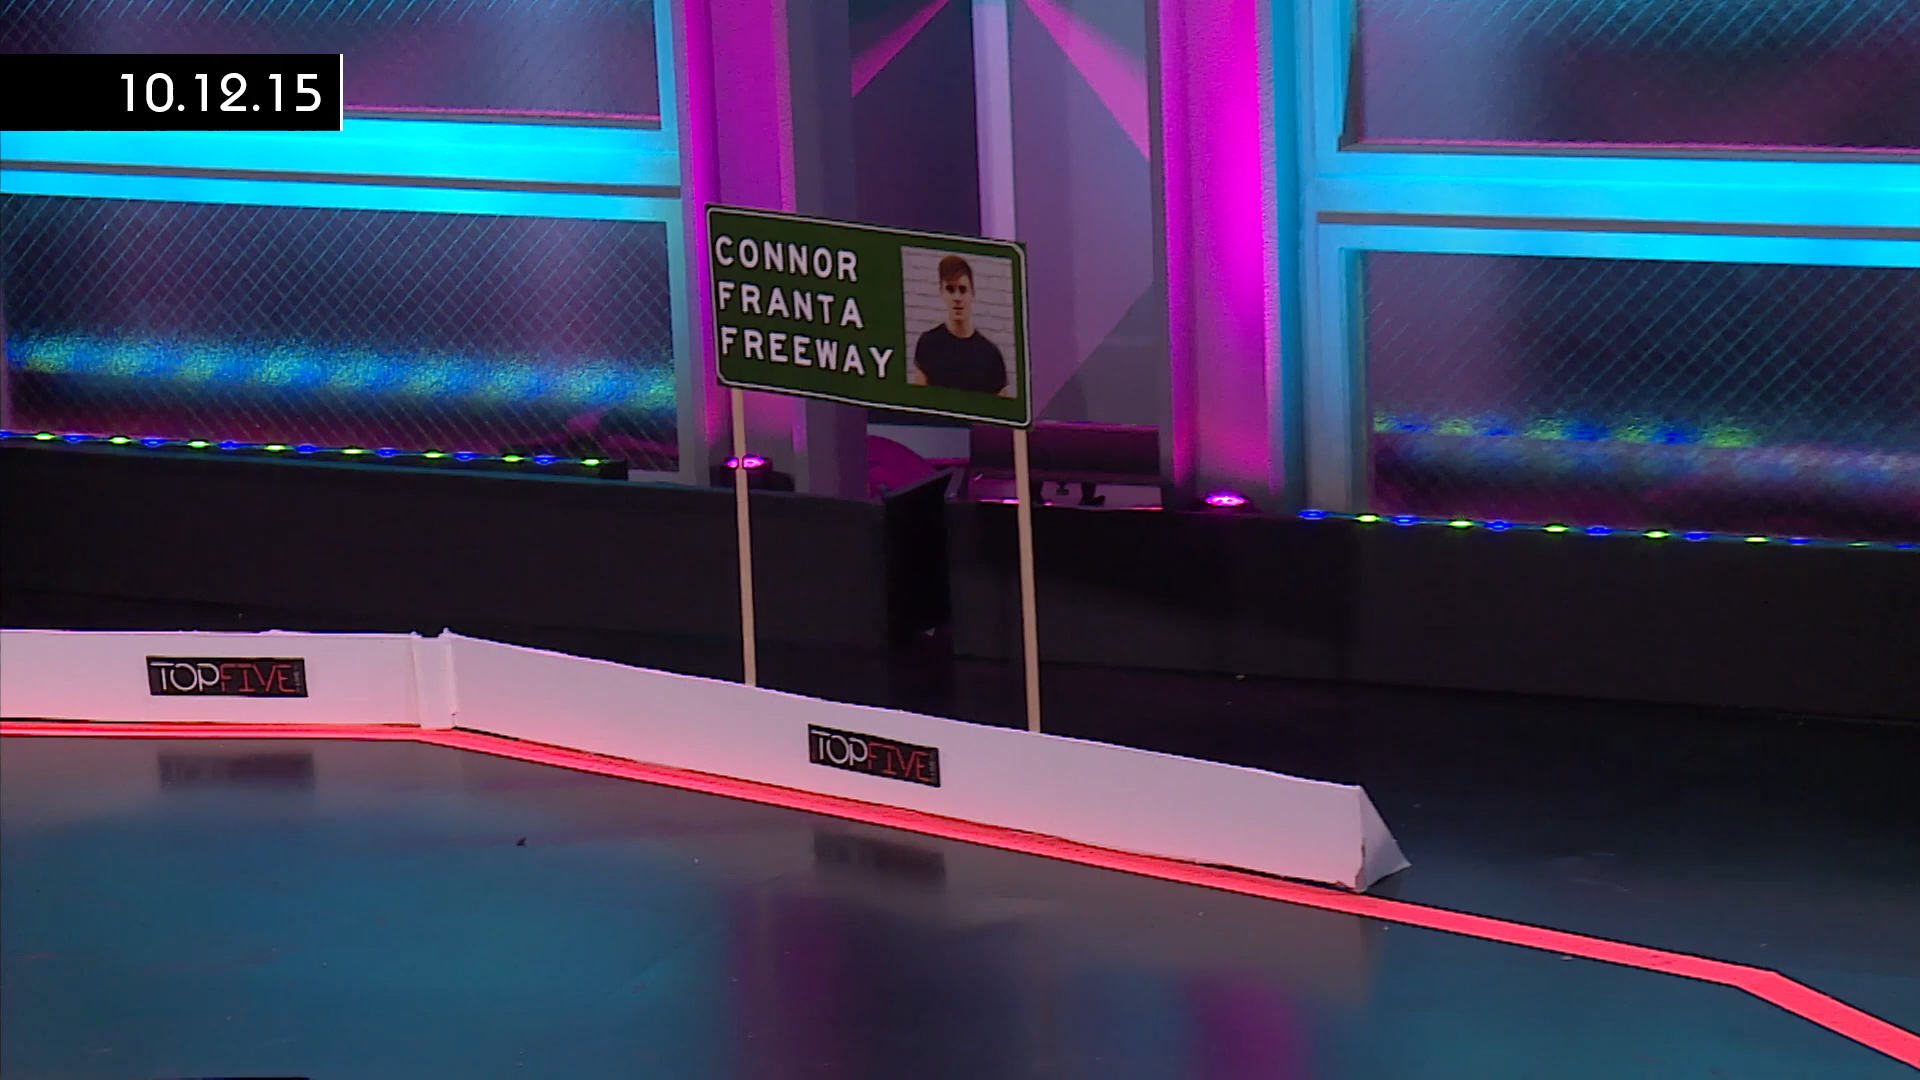 10.12.15
CONNOR
FRANTA
FREEWAY
TOPFIVE
TOPFIVE